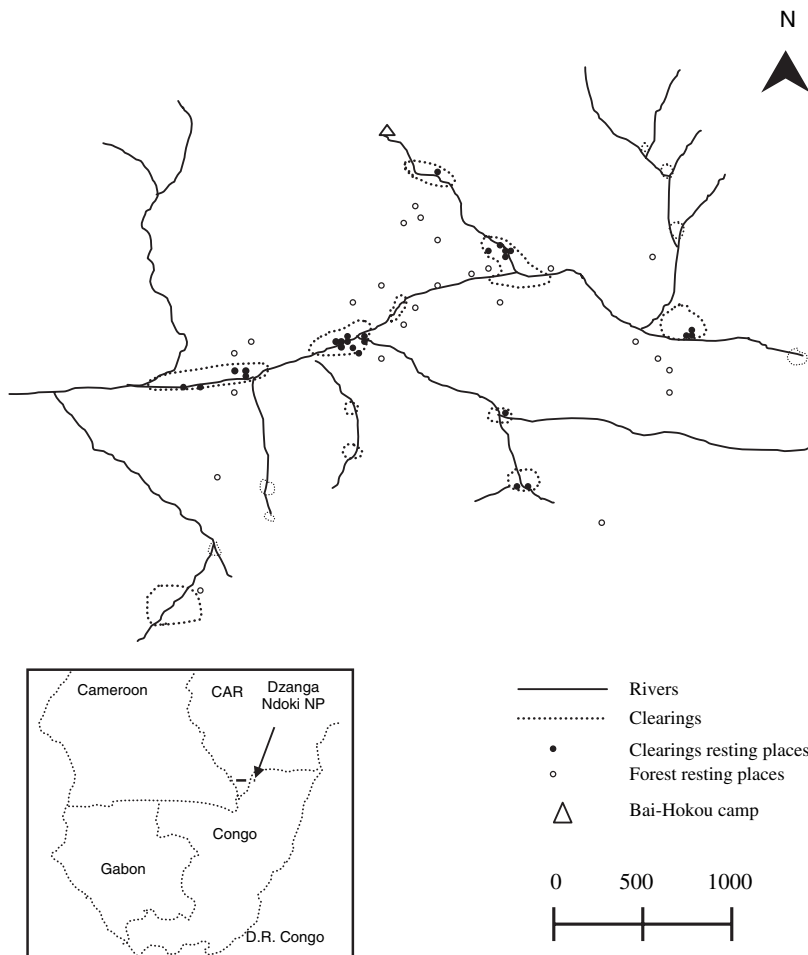 N
Cameroon
CAR
Dzanga
Ndoki NP
Congo
Gabon
D.R. Congo
Rivers
Clearings
Clearings resting places
Forest resting places
Bai-Hokou camp
0 500 1000